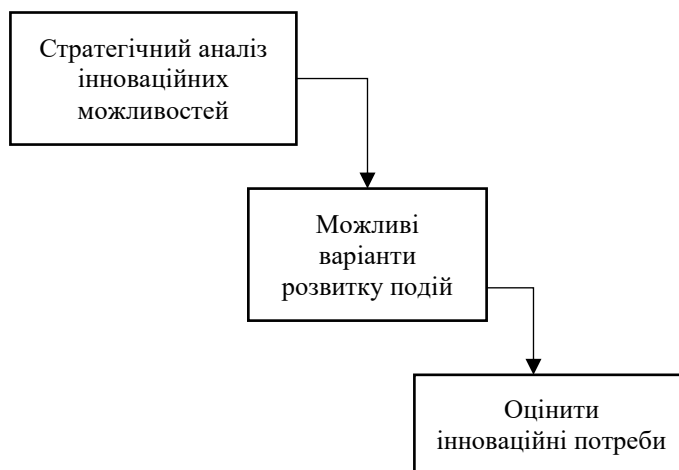 Стратегічний аналіз
інноваційних
можливостей
Можливі
варіанти
розвитку подій
Оцінити
інноваційні потреби